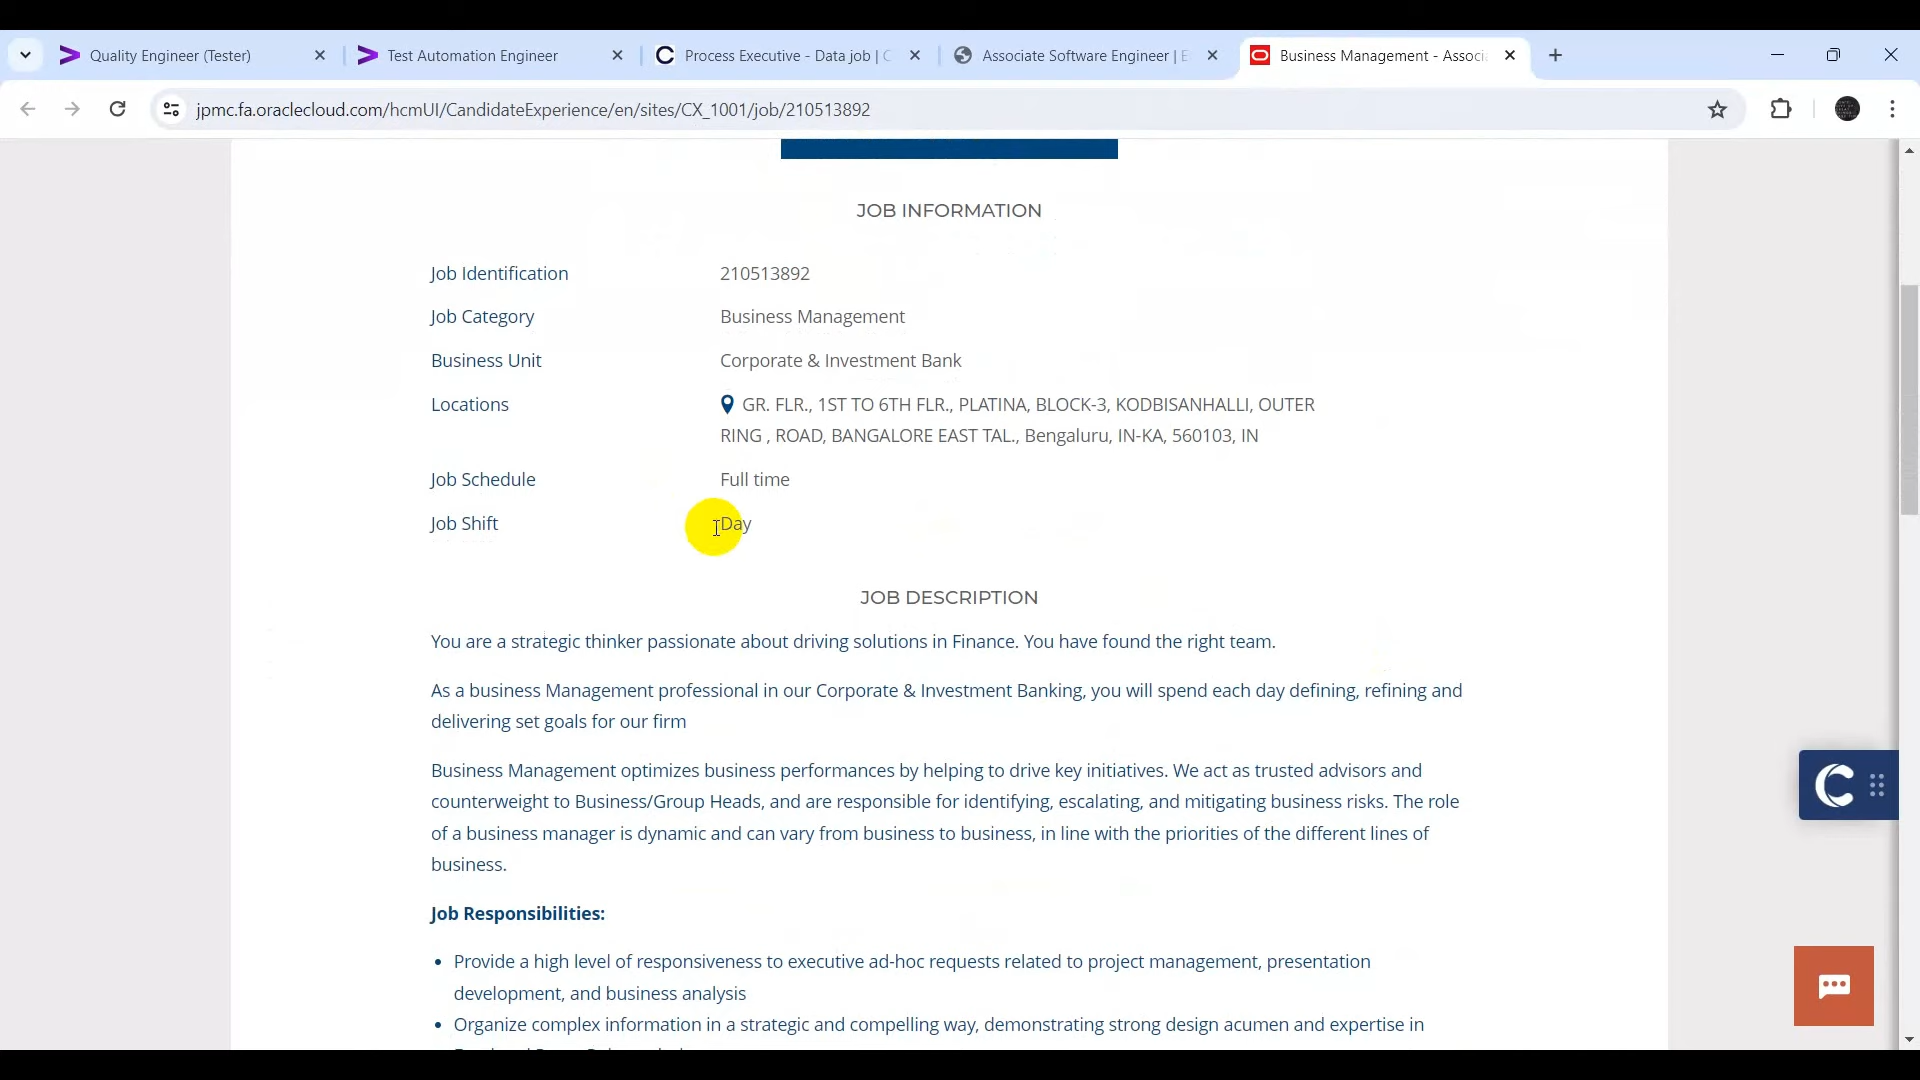 Quality Engineer (Tester)
Test Automation Engineer
Process Executive - Data job | C
Associate Software Engineer | E
Business Management - Associ
jpmc.fa.oraclecloud.com/hcmUI/CandidateExperience/en/sites/CX_1001/job/210513892
JOB INFORMATION
Job Identification 210513892
Job Category Business Management
Business Unit Corporate & Investment Bank
Locations GR. FLR., 1ST TO 6TH FLR., PLATINA, BLOCK-3, KODBISANHALLI, OUTER
RING , ROAD, BANGALORE EAST TAL., Bengaluru, IN-KA, 560103, IN
Job Schedule Full time
Job Shift Day
JOB DESCRIPTION
You are a strategic thinker passionate about driving solutions in Finance. You have found the right team.
As a business Management professional in our Corporate & Investment Banking, you will spend each day defining, refining and
delivering set goals for our firm
Business Management optimizes business performances by helping to drive key initiatives. We act as trusted advisors and
counterweight to Business/Group Heads, and are responsible for identifying, escalating, and mitigating business risks. The role
of a business manager is dynamic and can vary from business to business, in line with the priorities of the different lines of
business.
Job Responsibilities:
• Provide a high level of responsiveness to executive ad-hoc requests related to project management, presentation
development, and business analysis
• Organize complex information in a strategic and compelling way, demonstrating strong design acumen and expertise in